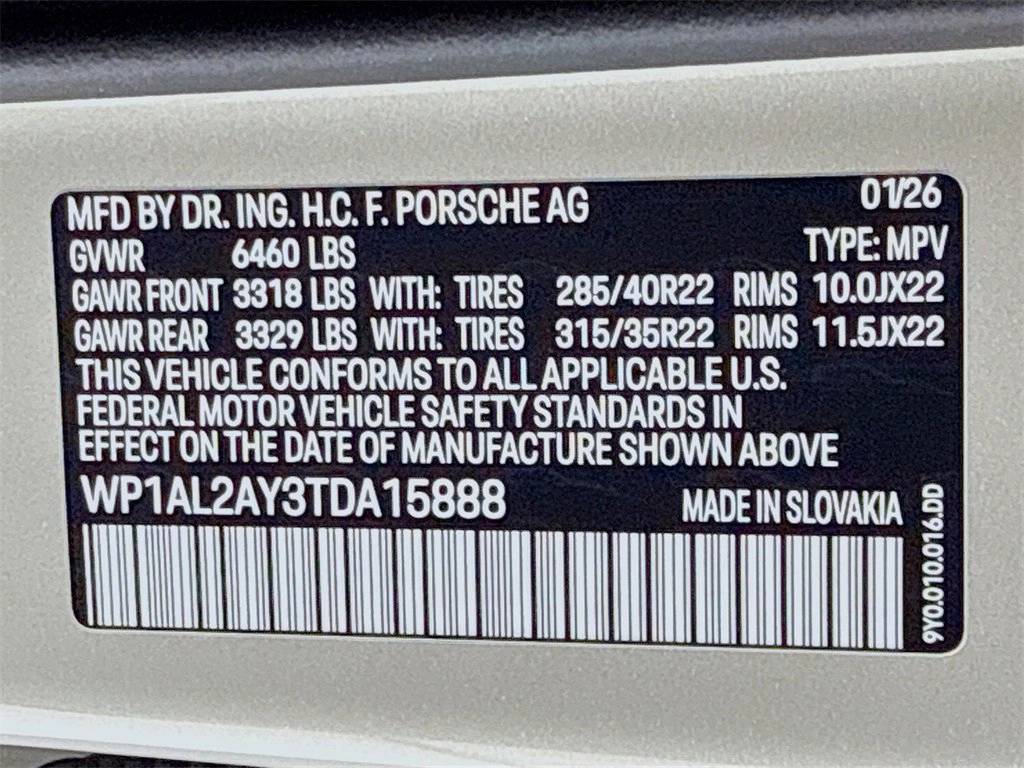 MFD BY DR. ING. H.C. F. PORSCHE AG 01/26
GVWR 6460 LBS TYPE: MPV
GAWR FRONT 3318 LBS WITH: TIRES 285/40R22 RIMS 10.0JX22
GAWR REAR 3329 LBS WITH: TIRES 315/35R22 RIMS 11.5JX22
THIS VEHICLE CONFORMS TO ALL APPLICABLE U.S.
FEDERAL MOTOR VEHICLE SAFETY STANDARDS IN
EFFECT ON THE DATE OF MANUFACTURE SHOWN ABOVE
WP1AL2AY3TDA15888 MADE IN SLOVAKIA
9Y0.010.016.DD